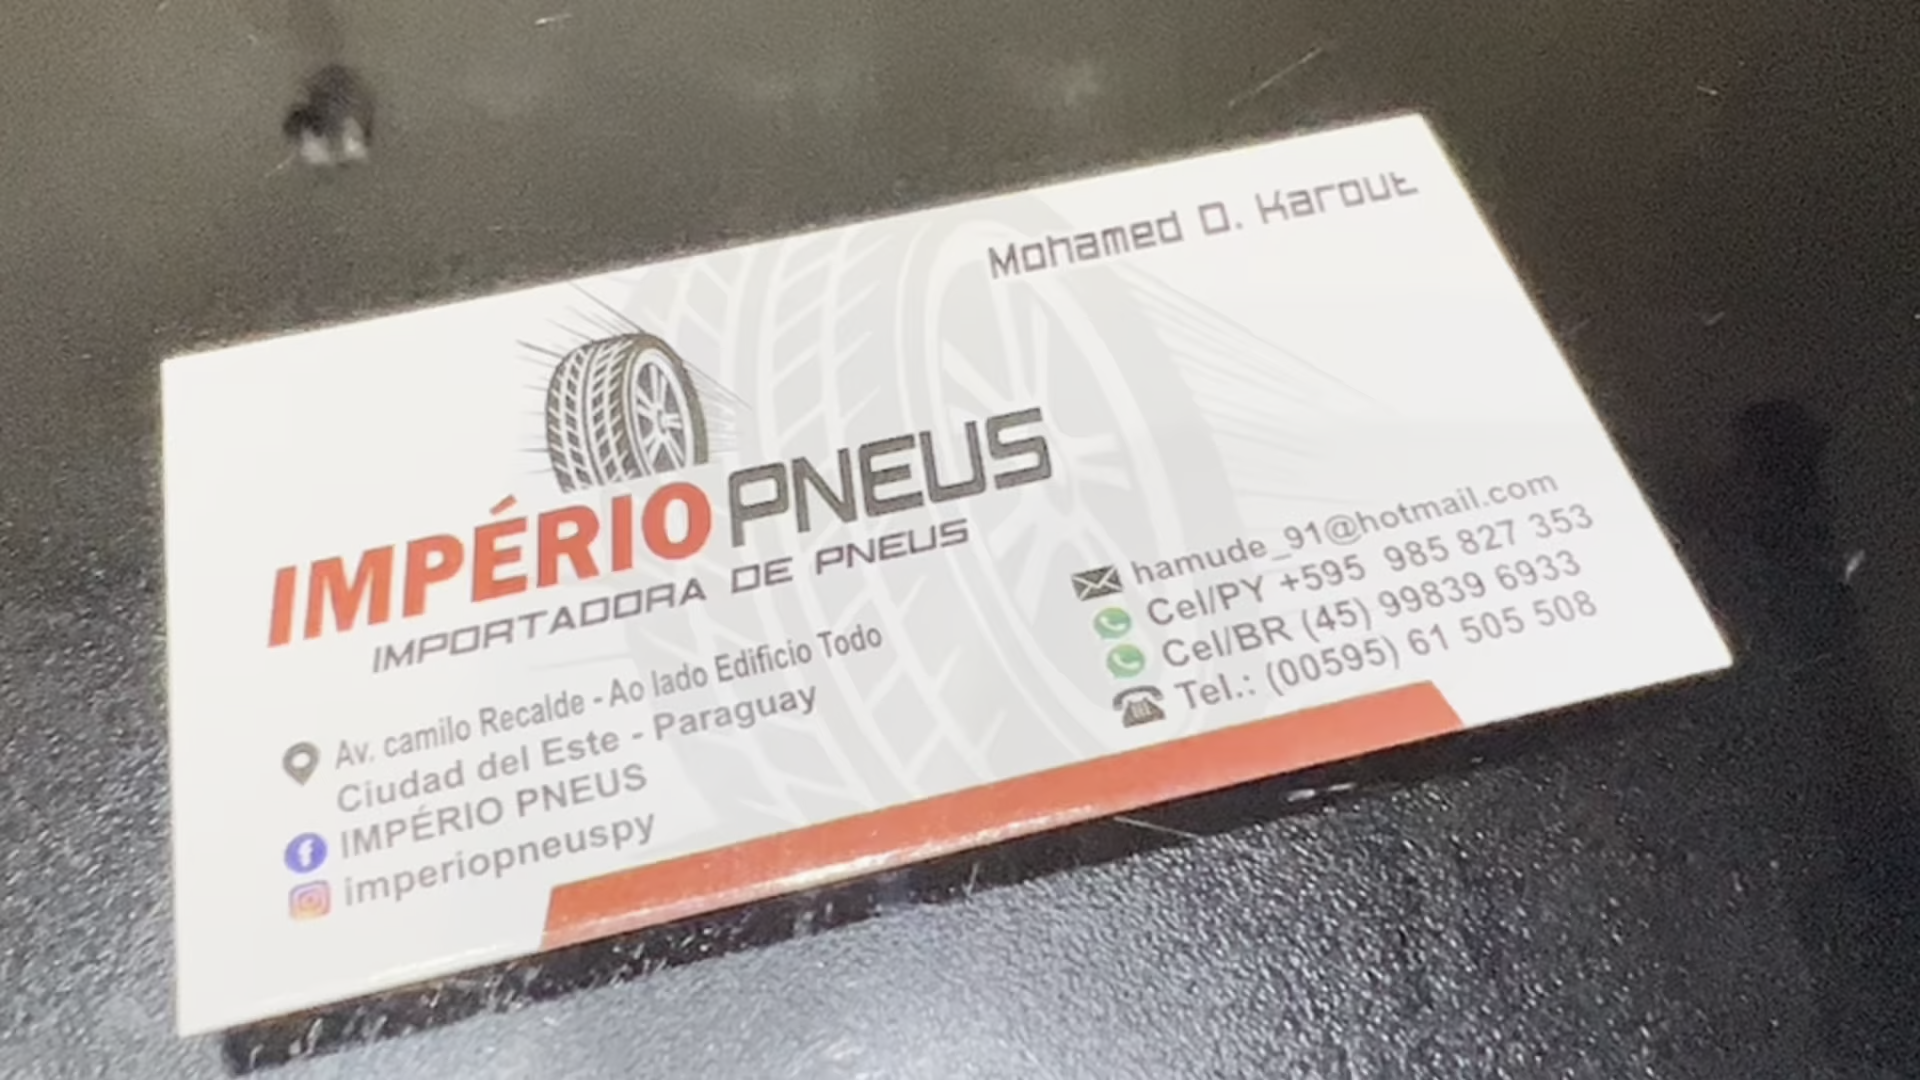 Mohamed D. Karout
IMPÉRIO PNEUS
IMPORTADORA DE PNEUS
Av. camilo Recalde - Ao lado Edificio Todo
Ciudad del Este - Paraguay
IMPÉRIO PNEUS
imperiopneuspy
hamude_91@hotmail.com
Cel/PY +595 985 827 353
Cel/BR (45) 99839 6933
Tel.: (00595) 61 505 508